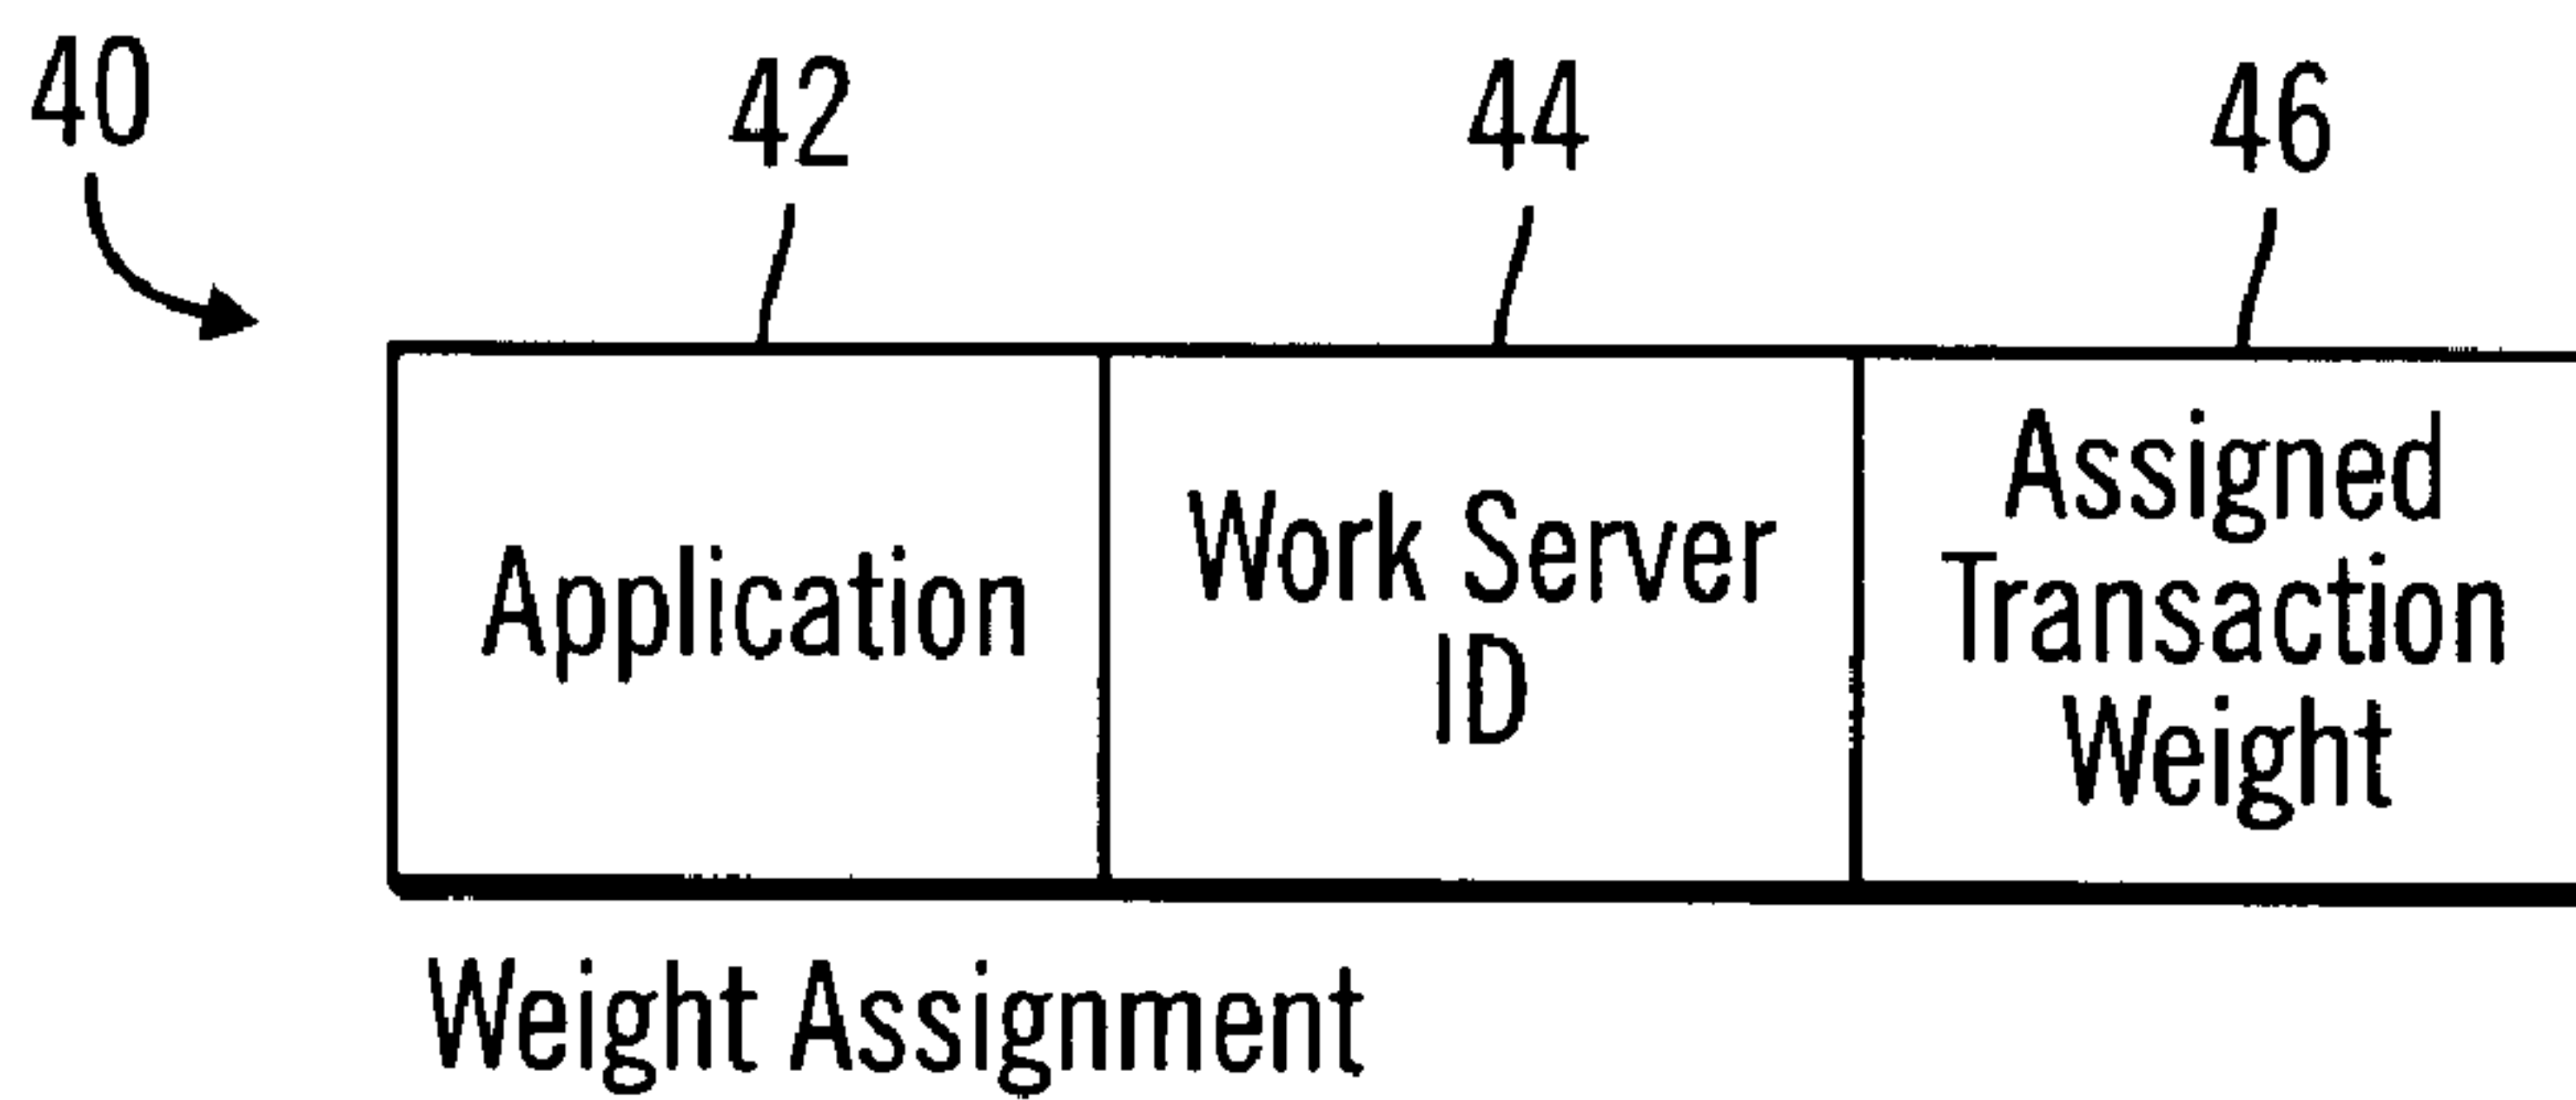 40
42
44
46
Application
Work Server
ID
Assigned
Transaction
Weight
Weight Assignment